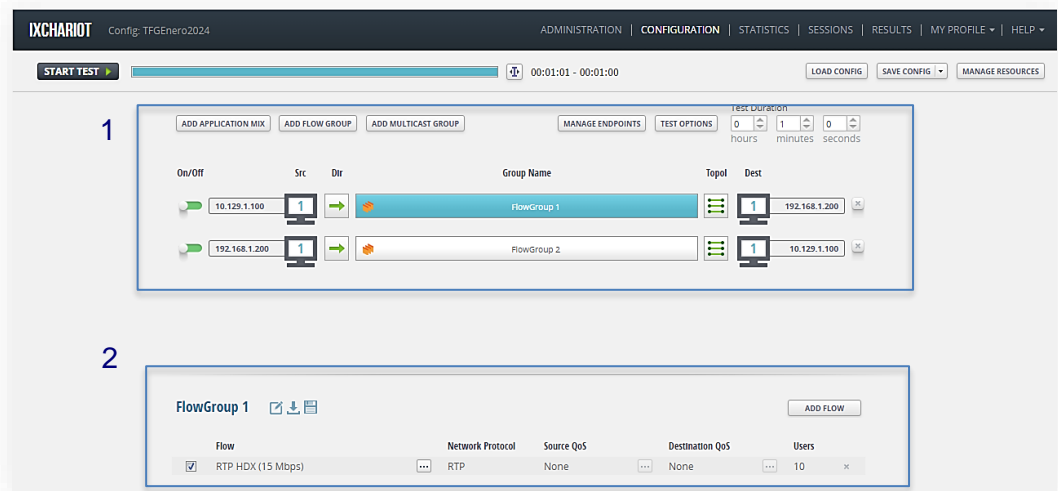 IXCHARIOT Config: TFGEnero2024 ADMINISTRATION | CONFIGURATION | STATISTICS | SESSIONS | RESULTS | MY PROFILE | HELP
START TEST 00:01:01 - 00:01:00 LOAD CONFIG SAVE CONFIG MANAGE RESOURCES
1
Test Duration
ADD APPLICATION MIX ADD FLOW GROUP ADD MULTICAST GROUP MANAGE ENDPOINTS TEST OPTIONS 0 1 0
hours minutes seconds
On/Off Src Dir Group Name Topol Dest
10.129.1.100 1 FlowGroup 1 1 192.168.1.200
192.168.1.200 1 FlowGroup 2 1 10.129.1.100
2
FlowGroup 1 ADD FLOW
Flow Network Protocol Source QoS Destination QoS Users
RTP HDX (15 Mbps) ... RTP None ... None ... 10 ×